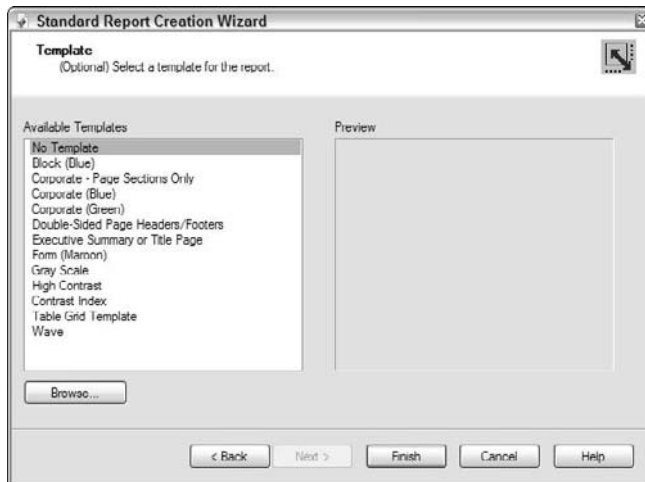 Standard Report Creation Wizard
Template
(Optional) Select a template for the report.
Available Templates
Preview
No Template
Block (Blue)
Corporate - Page Sections Only
Corporate (Blue)
Corporate (Green)
Double-Sided Page Headers/Footers
Executive Summary or Title Page
Form (Maroon)
Gray Scale
High Contrast
Contrast Index
Table Grid Template
Wave
Browse...
< Back
Next >
Finish
Cancel
Help